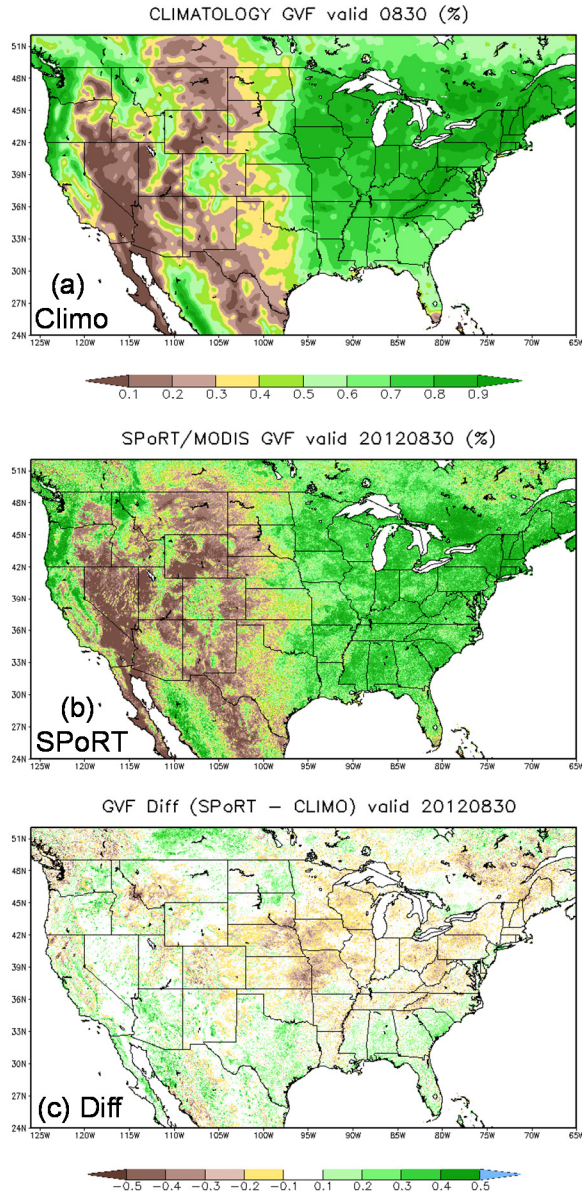 CLIMATOLOGY GVF valid 0830 (%)
51N
48N
45N
42N
39N
36N
33N
30N
27N
24N
(a)
Climo
125W 120W 115W 110W 105W 100W 95W 90W 85W 80W 75W 70W 65W
0.1 0.2 0.3 0.4 0.5 0.6 0.7 0.8 0.9
SPoRT/MODIS GVF valid 20120830 (%)
51N
48N
45N
42N
39N
36N
33N
30N
27N
24N
(b)
SPoRT
125W 120W 115W 110W 105W 100W 95W 90W 85W 80W 75W 70W 65W
GVF Diff (SPoRT − CLIMO) valid 20120830
51N
48N
45N
42N
39N
36N
33N
30N
27N
24N
(c) Diff
125W 120W 115W 110W 105W 100W 95W 90W 85W 80W 75W 70W 65W
−0.5 −0.4 −0.3 −0.2 −0.1 0.1 0.2 0.3 0.4 0.5